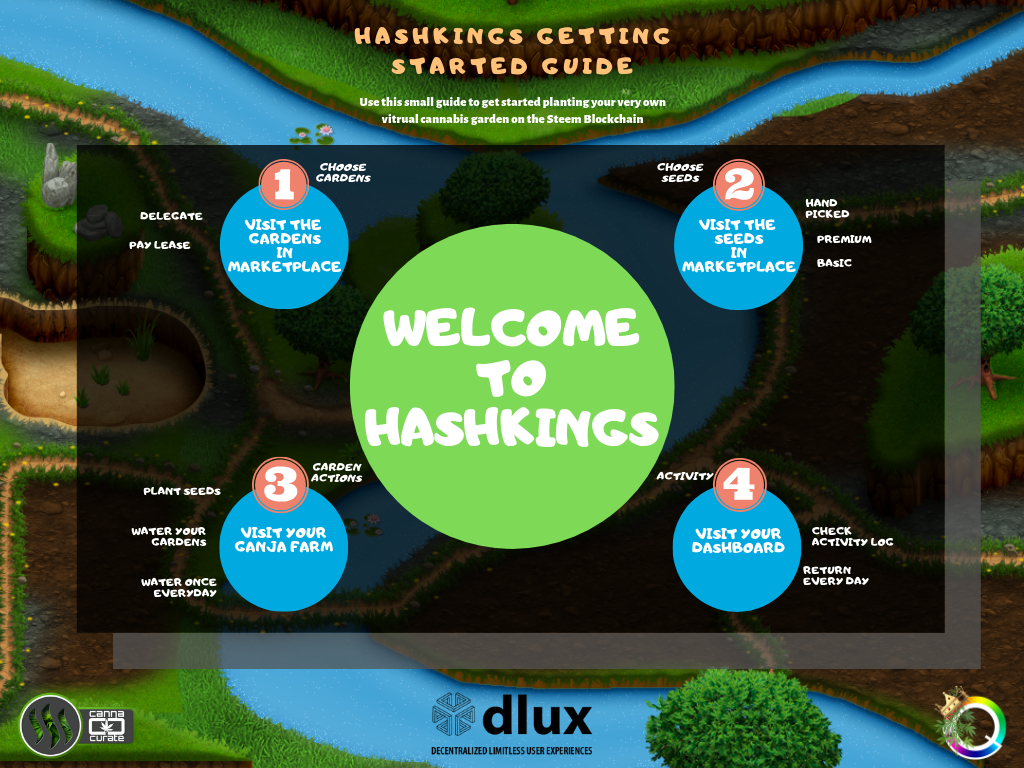 HASHKINGS GETTING
STARTED GUIDE
Use this small guide to get started planting your very own
vitrual cannabis garden on the Steem Blockchain
1
CHOOSE
GARDENS
DELEGATE
PAY LEASE
VISIT THE
GARDENS
IN
MARKETPLACE
CHOOSE
SEEDS
2
VISIT THE
SEEDS
IN
MARKETPLACE
HAND
PICKED
PREMIUM
BASIC
WELCOME
TO
HASHKINGS
3
GARDEN
ACTIONS
PLANT SEEDS
WATER YOUR
GARDENS
WATER ONCE
EVERYDAY
VISIT YOUR
GANJA FARM
ACTIVITY
4
VISIT YOUR
DASHBOARD
CHECK
ACTIVITY LOG
RETURN
EVERY DAY
canna
curate
dlux
DECENTRALIZED LIMITLESS USER EXPERIENCES
Q